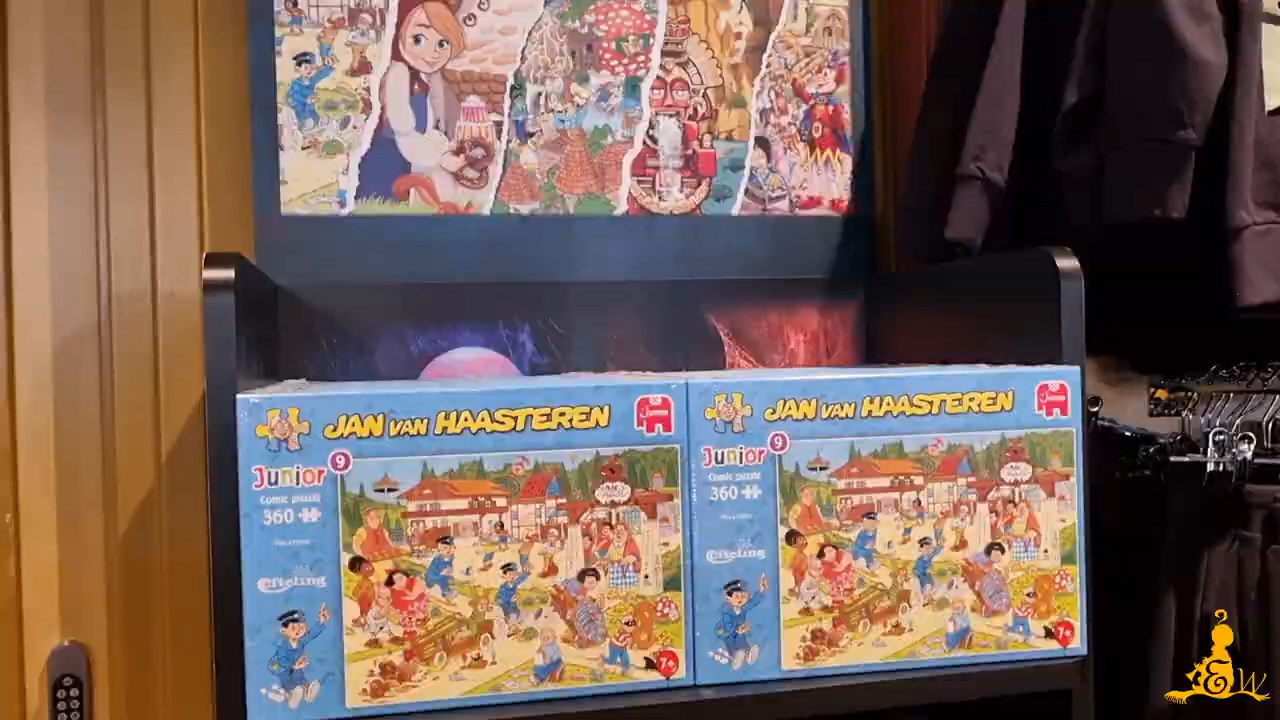 JAN VAN HAASTEREN
Jumbo
Junior 9
Comic puzzle
360
Efteling
7+
JAN VAN HAASTEREN
Jumbo
Junior 9
Comic puzzle
360
Efteling
7+
E&W